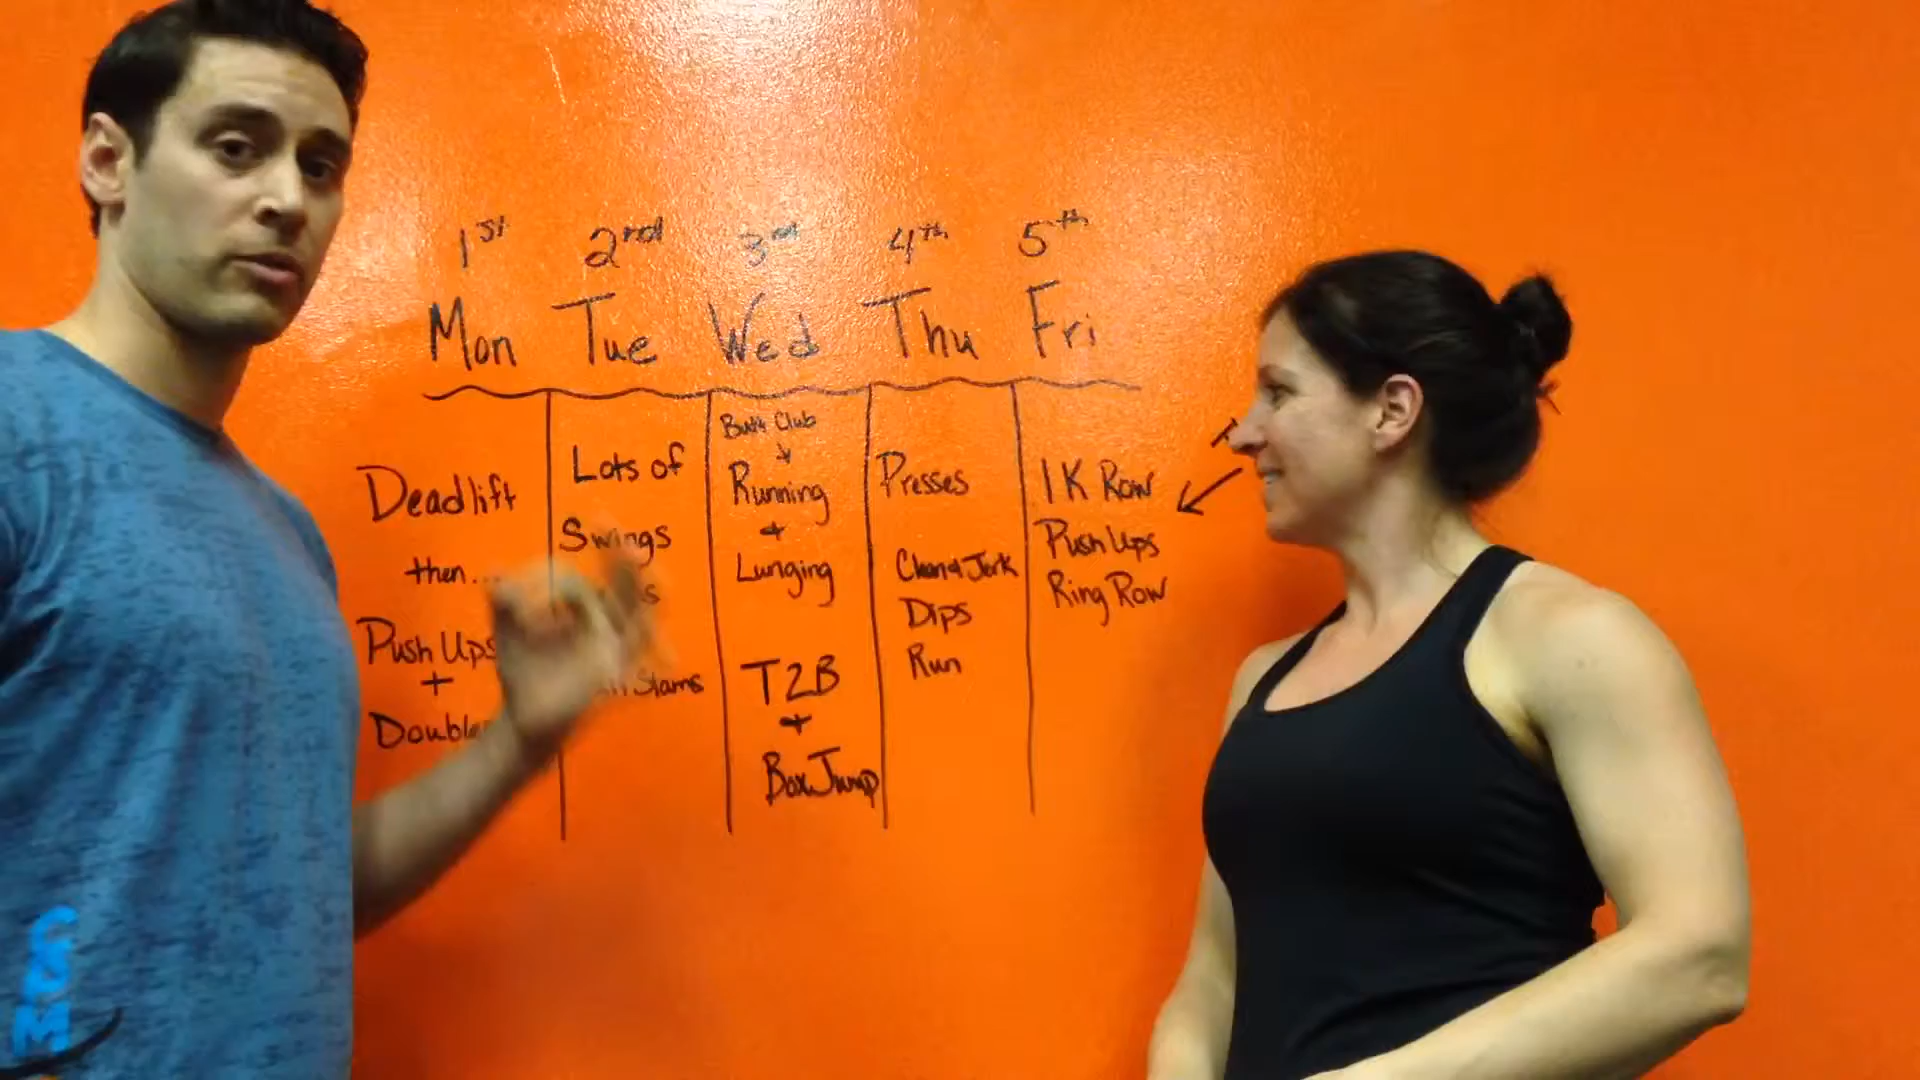 1st 2nd 3rd 4th 5th
Mon Tue Wed Thu Fri
Deadlift
then...
Push Ups
+
Lots of
Swings
Slams
Butt Club
Running
+
Lunging
T2B
+
Box Jump
Presses
Clean & Jerk
Dips
Run
1K Row
Push Ups
Ring Row